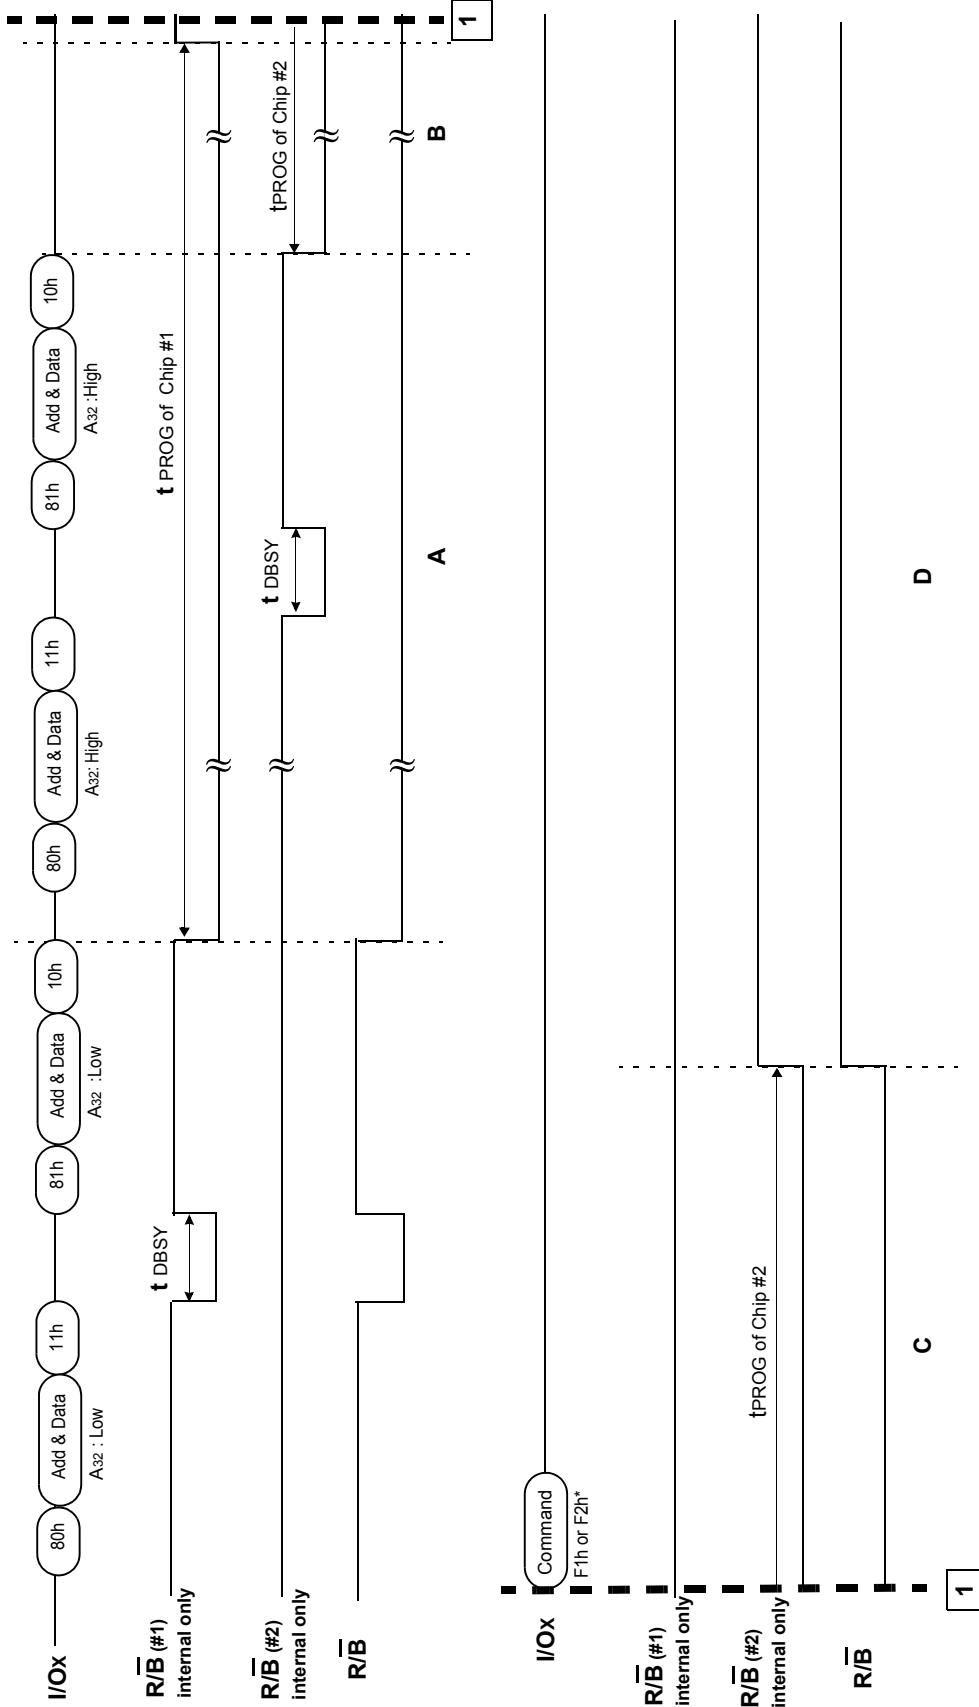 I/Ox
80h
Add & Data
11h
81h
Add & Data
10h
80h
Add & Data
11h
81h
Add & Data
10h
A32 : Low
A32 :Low
A32: High
A32 :High
R/B (#1)
internal only
t DBSY
t PROG of Chip #1
R/B (#2)
internal only
t DBSY
tPROG of Chip #2
R/B
A
B
1
I/Ox
Command
F1h or F2h*
R/B (#1)
internal only
R/B (#2)
internal only
tPROG of Chip #2
R/B
C
D
1